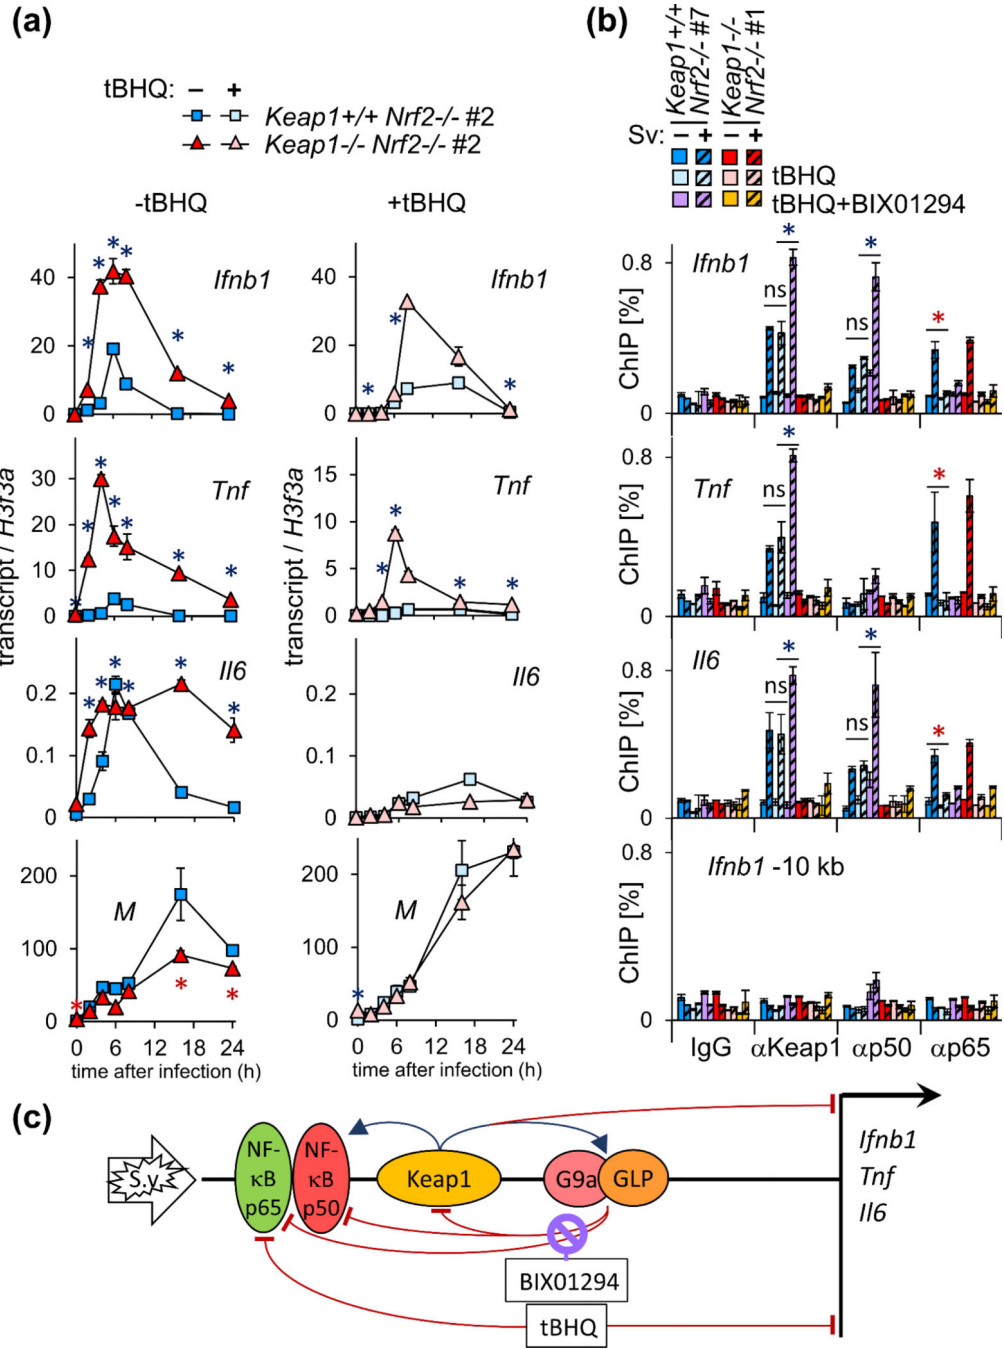 (a)
tBHQ: − +
Keap1+/+ Nrf2-/- #2
Keap1-/- Nrf2-/- #2
-tBHQ
+tBHQ
transcript / H3f3a
40
20
0
Ifnb1
*
*
*
*
*
*
40
20
0
Ifnb1
*
*
*
30
20
10
0
Tnf
*
*
*
*
*
*
*
transcript / H3f3a
15
10
5
0
Tnf
*
*
*
*
0.2
0.1
0
Il6
*
*
*
*
*
*
0.2
0.1
0
Il6
200
100
0
M
*
*
*
0 6 12 18 24
time after infection (h)
200
100
0
M
*
0 6 12 18 24
time after infection (h)
(b)
Keap1+/+
Nrf2-/- #7
Keap1-/-
Nrf2-/- #1
Sv: − + − +
tBHQ
tBHQ+BIX01294
ChIP [%]
0.8
0
Ifnb1
ns
*
ns
*
*
ChIP [%]
0.8
0
Tnf
ns
*
*
ChIP [%]
0.8
0
Il6
ns
*
ns
*
*
ChIP [%]
0.8
0
Ifnb1 -10 kb
IgG αKeap1 αp50 αp65
(c)
S.v.
NF-
κB
p65
NF-
κB
p50
Keap1
G9a
GLP
BIX01294
tBHQ
Ifnb1
Tnf
Il6